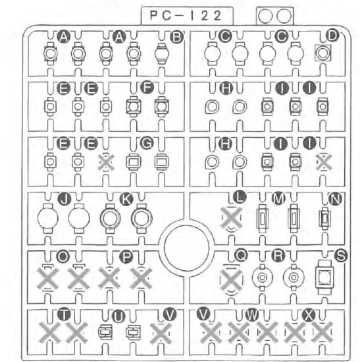 PC-122
A A B C C D
E E F H I I
E E G H I I
J K L M N
O P Q R S
T U V V W X